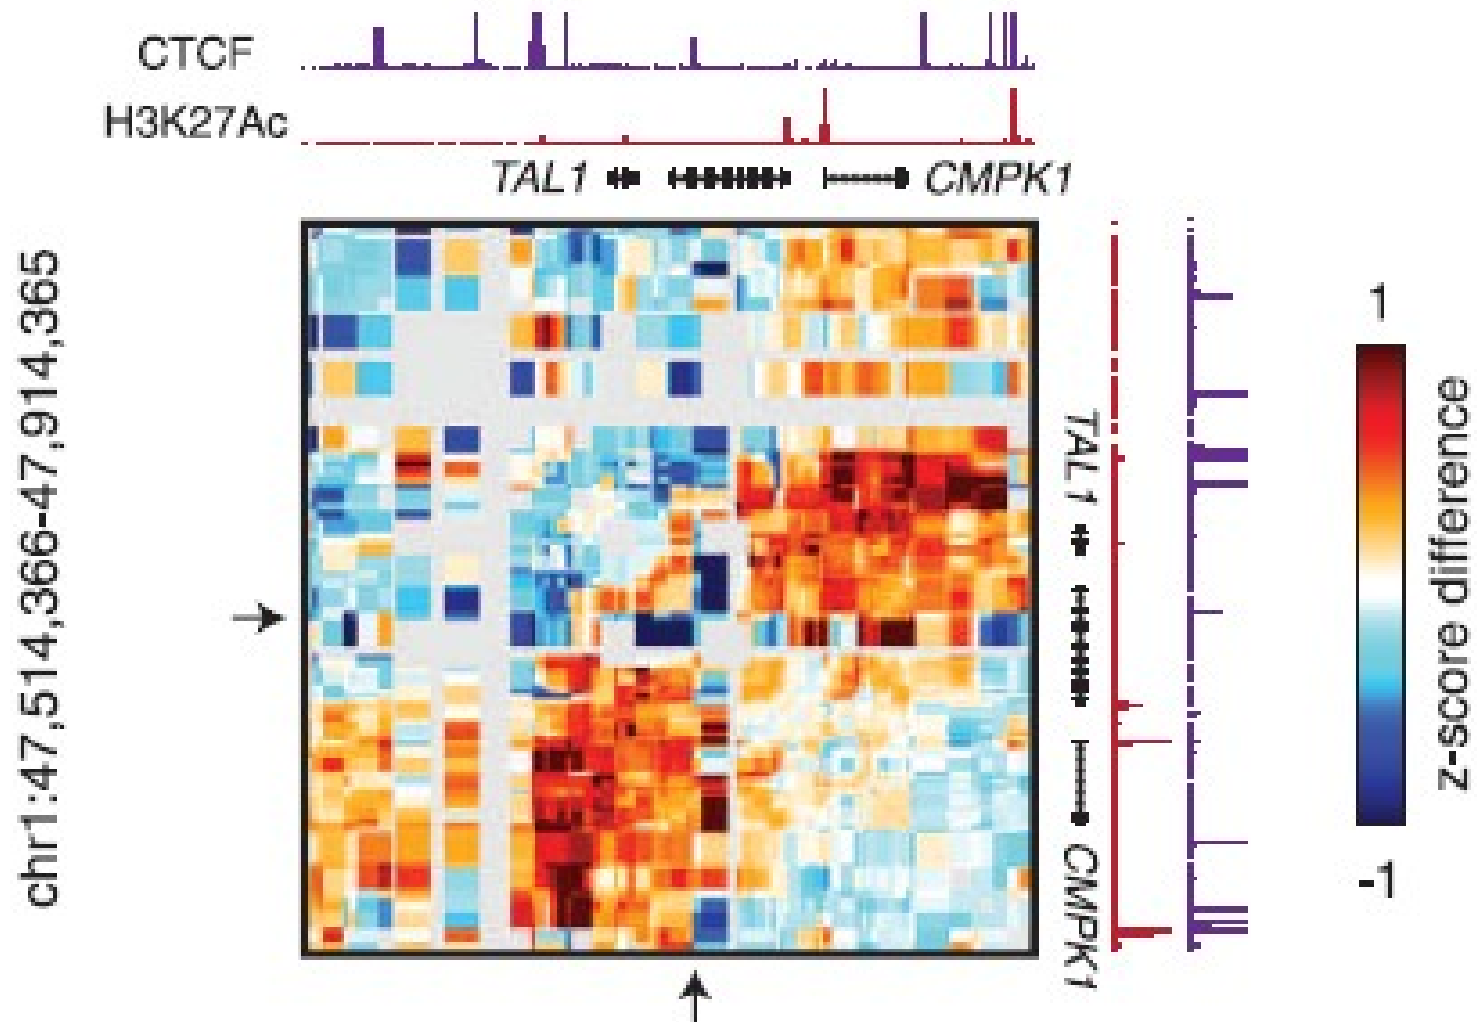 CTCF
H3K27Ac
TAL1
CMPK1
chr1:47,514,366-47,914,365
TAL1
CMPK1
1
-1
z-score difference